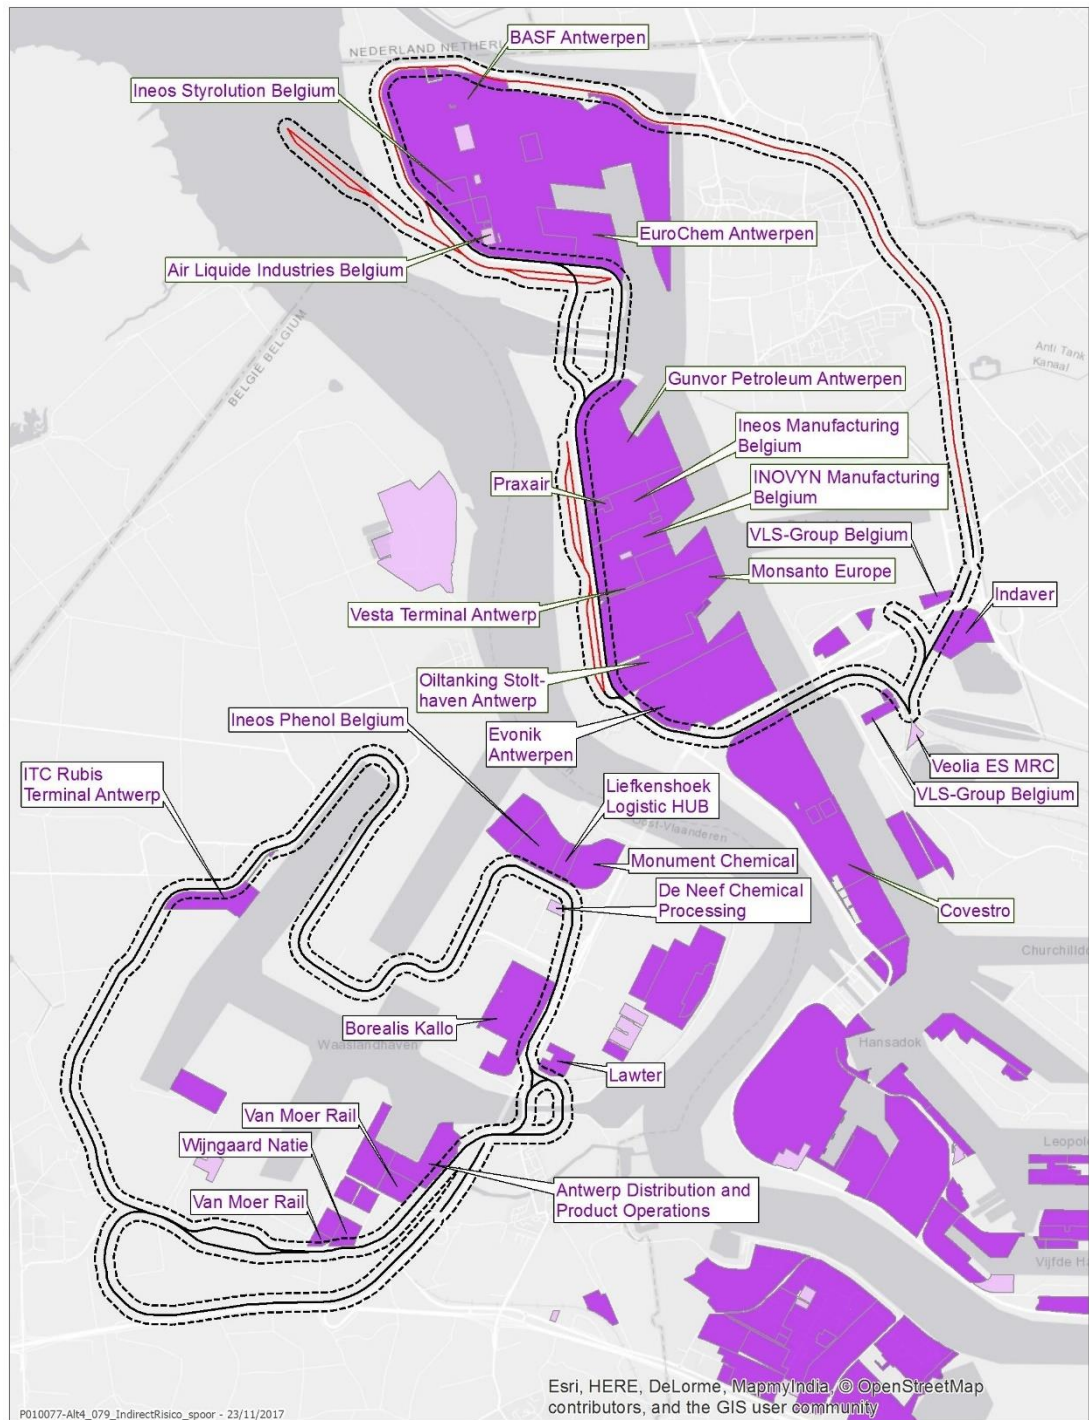 BASF Antwerpen
NEDERLAND NETHERL
Ineos Styrolution Belgium
EuroChem Antwerpen
Air Liquide Industries Belgium
BELGIE BELGIUM
Anti Tank
Kanaal
Gunvor Petroleum Antwerpen
Ineos Manufacturing
Belgium
INOVYN Manufacturing
Belgium
Praxair
VLS-Group Belgium
Monsanto Europe
Indaver
Vesta Terminal Antwerp
Oiltanking Stolt-
haven Antwerp
Ineos Phenol Belgium
Evonik
Antwerpen
Veolia ES MRC
VLS-Group Belgium
ITC Rubis
Terminal Antwerp
Liefkenshoek
Logistic HUB
Oost-Vlaanderen
Monument Chemical
De Neef Chemical
Processing
Covestro
Churchilldo
Borealis Kallo
Waaslandhaven
Hansadok
Lawter
Van Moer Rail
Wijngaard Natie
Leopold
Van Moer Rail
Antwerp Distribution and
Product Operations
Vijfde Ha
Esri, HERE, DeLorme, MapmyIndia, © OpenStreetMap
contributors, and the GIS user community
P010077-Alt4_079_IndirectRisico_spoor - 23/11/2017